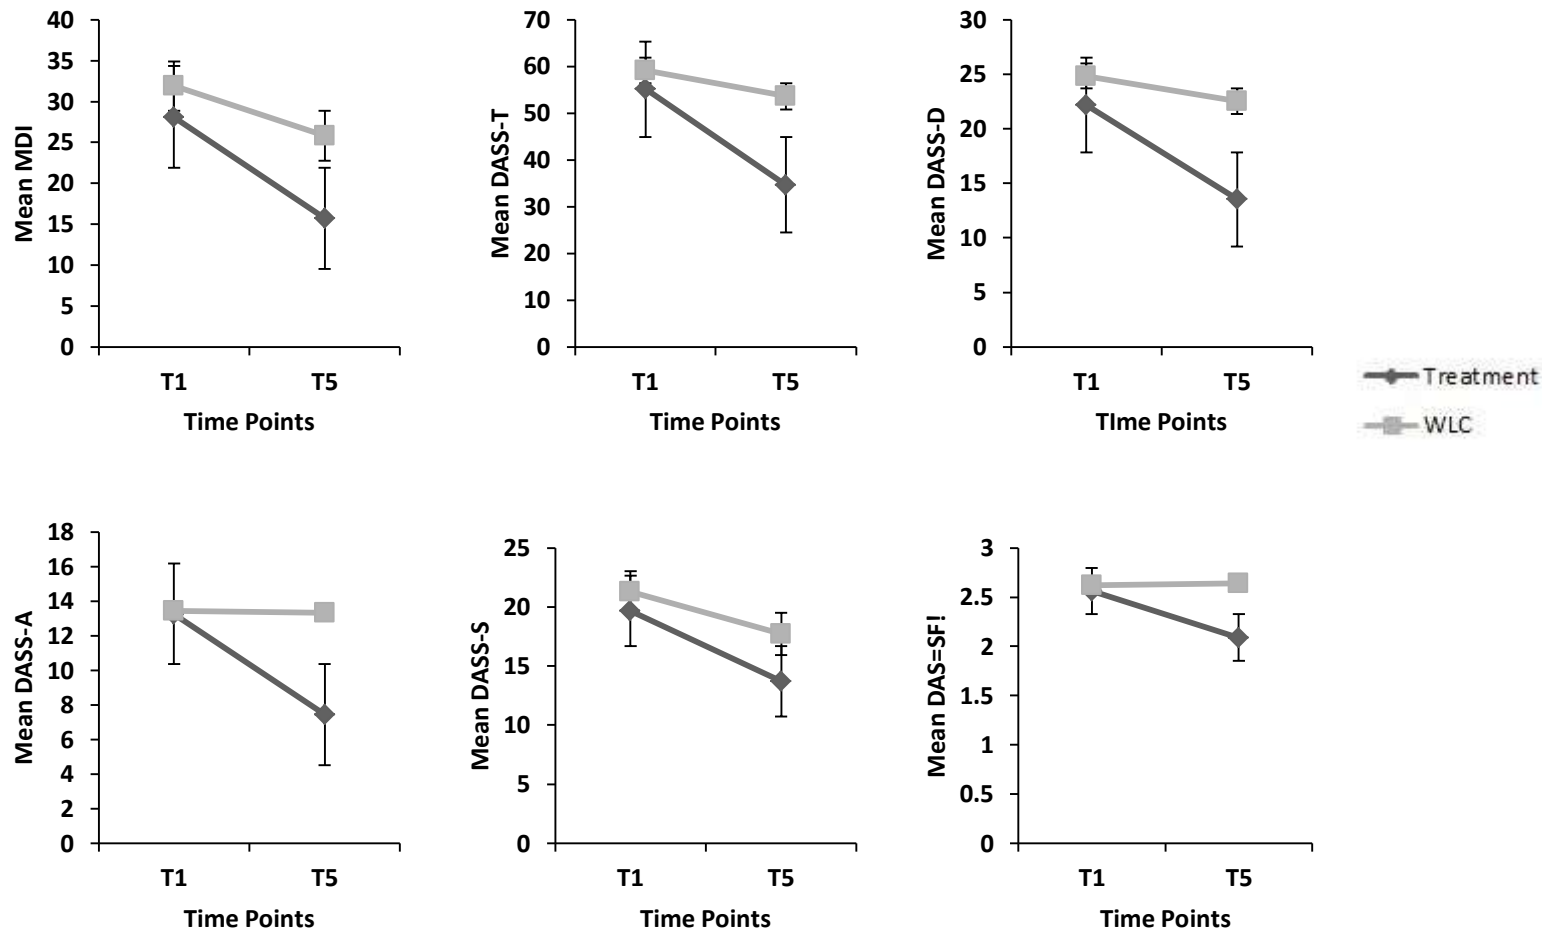 40
35
30
25
20
15
10
5
0
Mean MDI
T1 T5
Time Points
70
60
50
40
30
20
10
0
Mean DASS-T
T1 T5
Time Points
30
25
20
15
10
5
0
Mean DASS-D
T1 T5
TIme Points
Treatment
WLC
18
16
14
12
10
8
6
4
2
0
Mean DASS-A
T1 T5
Time Points
25
20
15
10
5
0
Mean DASS-S
T1 T5
Time Points
3
2.5
2
1.5
1
0.5
0
Mean DAS=SF!
T1 T5
Time Points